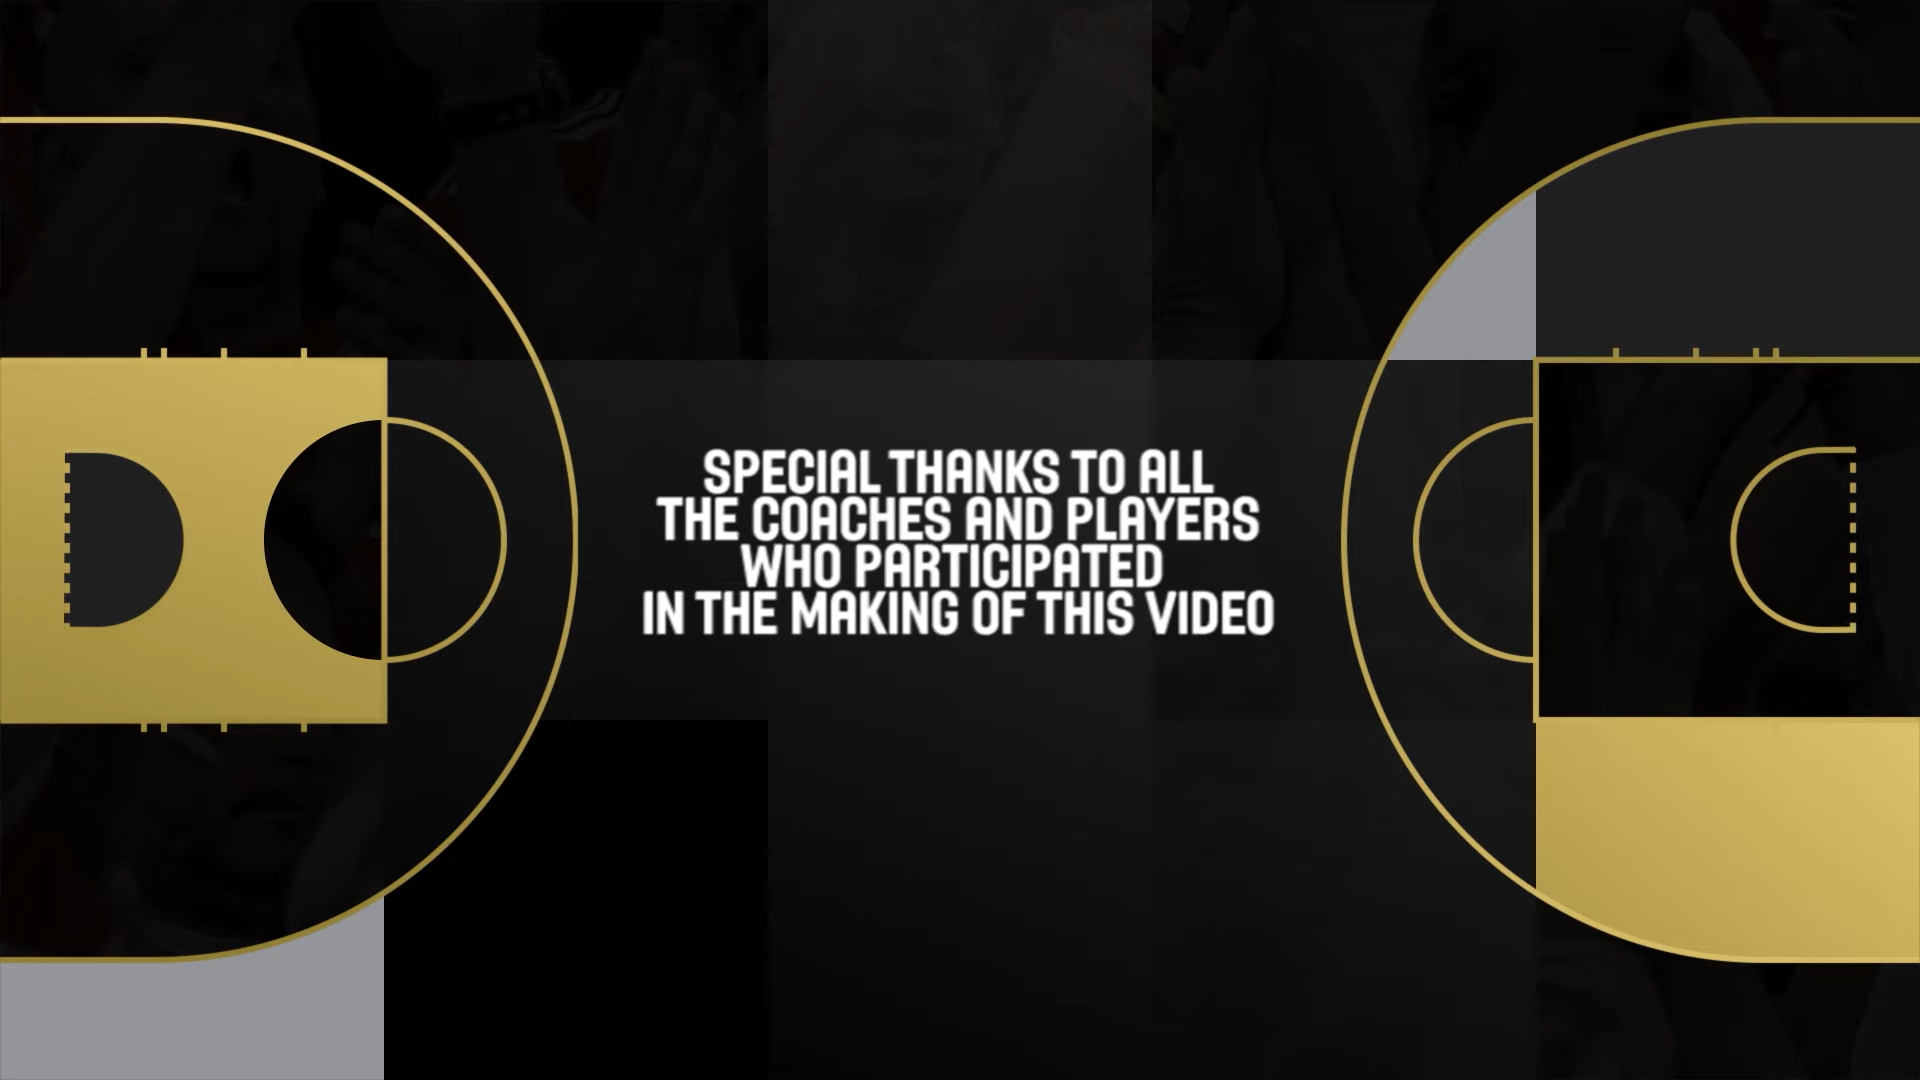 SPECIAL THANKS TO ALL
THE COACHES AND PLAYERS
WHO PARTICIPATED
IN THE MAKING OF THIS VIDEO